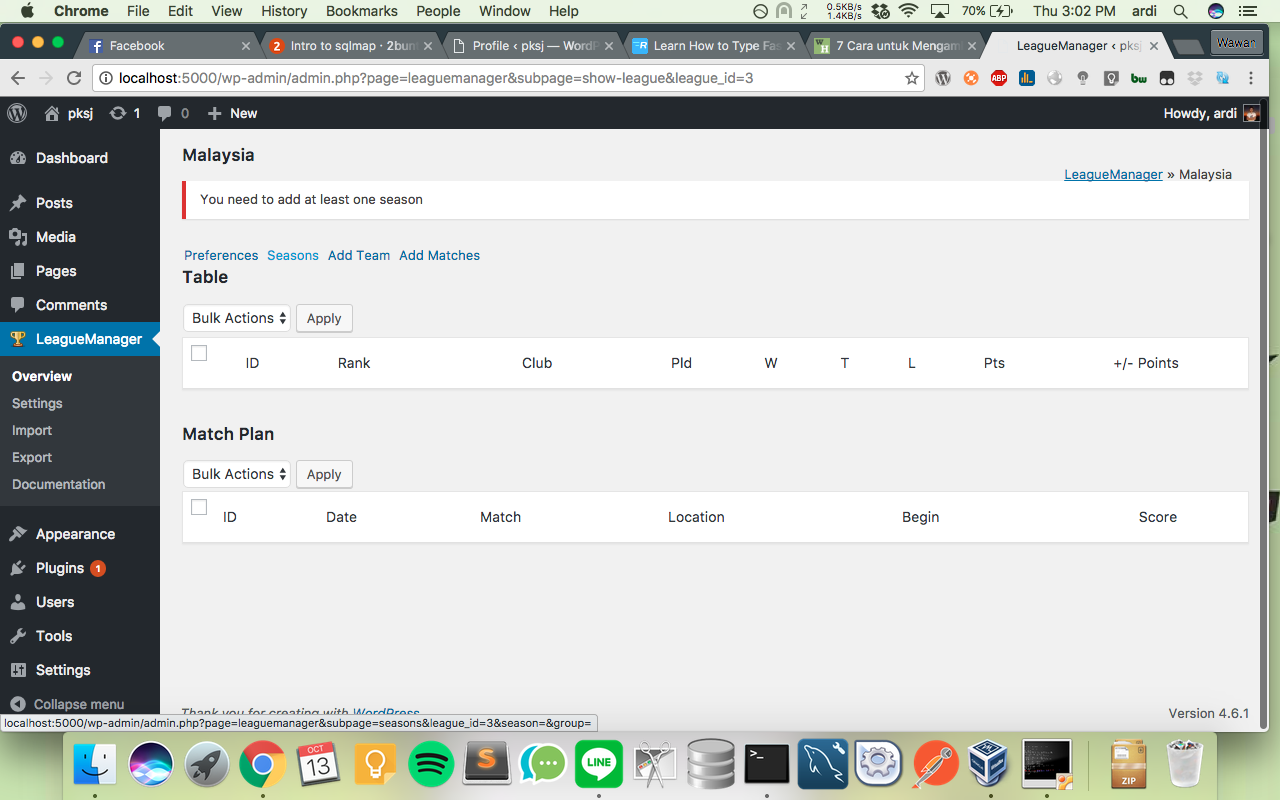 Chrome File Edit View History Bookmarks People Window Help 0.5KB/s 1.4KB/s 70% Thu 3:02 PM ardi
Facebook 2 Intro to sqlmap · 2bun Profile ‹ pksj — WordP Learn How to Type Fas 7 Cara untuk Mengam LeagueManager ‹ pksj Wawan
localhost:5000/wp-admin/admin.php?page=leaguemanager&subpage=show-league&league_id=3 ABP bw
pksj 1 0 New Howdy, ardi
Dashboard
Posts
Media
Pages
Comments
LeagueManager
Overview
Settings
Import
Export
Documentation
Appearance
Plugins 1
Users
Tools
Settings
Collapse menu
Malaysia
LeagueManager » Malaysia
You need to add at least one season
Preferences Seasons Add Team Add Matches
Table
Bulk Actions Apply
ID Rank Club Pld W T L Pts +/- Points
Match Plan
Bulk Actions Apply
ID Date Match Location Begin Score
Thank you for creating with WordPress
Version 4.6.1
localhost:5000/wp-admin/admin.php?page=leaguemanager&subpage=seasons&league_id=3&season=&group=
OCT
13
S
LINE
>_
ZIP